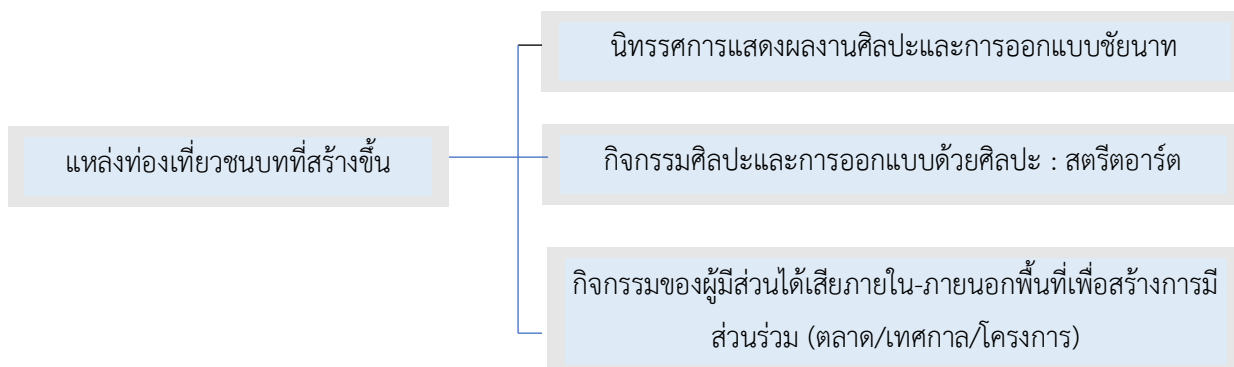 นิทรรศการแสดงผลงานศิลปะและการออกแบบชัยนาท
แหล่งท่องเที่ยวชนบทที่สร้างขึ้น
กิจกรรมศิลปะและการออกแบบด้วยศิลปะ : สตรีตอาร์ต
กิจกรรมของผู้มีส่วนได้เสียภายใน-ภายนอกพื้นที่เพื่อสร้างการมี
ส่วนร่วม (ตลาด/เทศกาล/โครงการ)